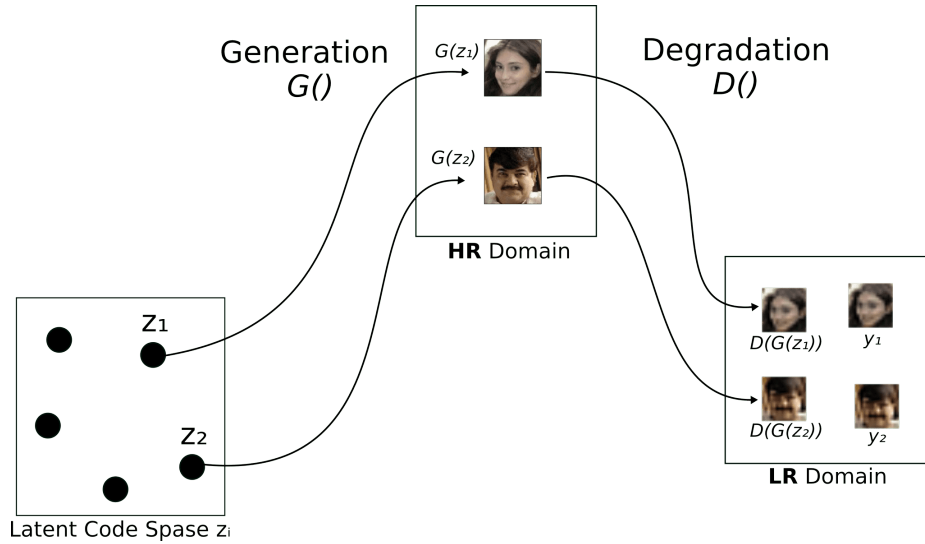 Generation
G()
G(z₁)
G(z₂)
HR Domain
Degradation
D()
z₁
z₂
Latent Code Spase zᵢ
D(G(z₁))
y₁
D(G(z₂))
y₂
LR Domain